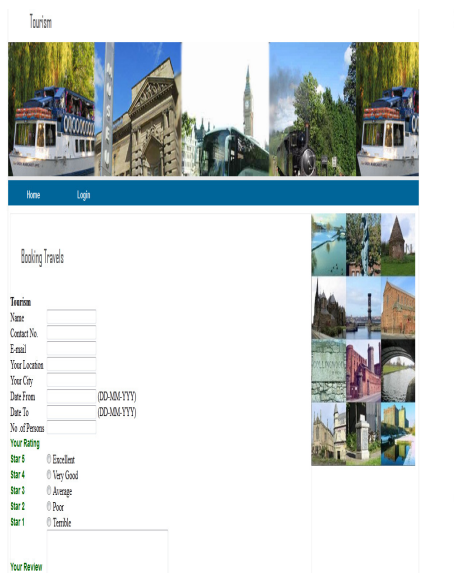 Tourism
MUSEUM
Home Login
Booking Travels
Tourism
Name
Contact No.
E-mail
Your Location
Your City
Date From (DD-MM-YYY)
Date To (DD-MM-YYY)
No .of Persons
Your Rating
Star 5 Excellent
Star 4 Very Good
Star 3 Average
Star 2 Poor
Star 1 Terrible
Your Review